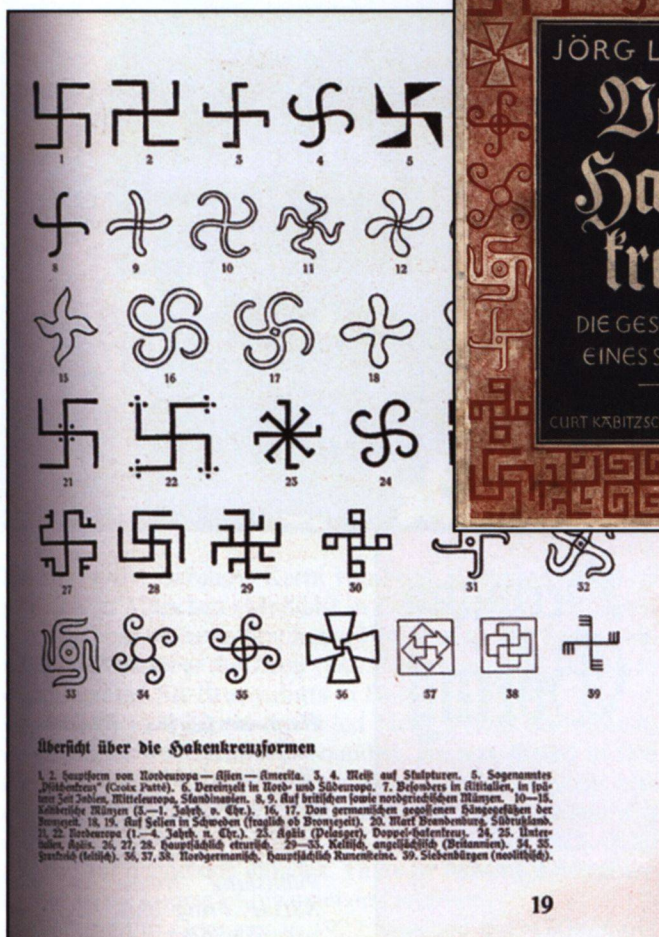 JÖRG L
Ha
kre
DIE GES
EINES S
CURT KABITZSC
1 2 3 4 5
8 9 10 11 12
15 16 17 18
21 22 23 24
27 28 29 30 31 32
33 34 35 36 37 38 39
Übersicht über die Hakenkreuzformen
1, 2. Hauptform von Nordeuropa — Asien — Amerika. 3, 4. Meist auf Skulpturen. 5. Sogenanntes
(Croix Patté). 6. Vereinzelt in Nord- und Südeuropa. 7. Besonders in Altitalien, in spä-
Zeit Indien, Mitteleuropa, Skandinavien. 8, 9. Auf britischen sowie nordgriechischen Münzen. 10—15.
Keltiberische Münzen (3.—1. Jahrh. v. Chr.). 16, 17. Von germanischen gegossenen Hängegefäßen der
Bronzezeit. 18, 19. Auf Felsen in Schweden (fraglich ob Bronzezeit). 20. Mark Brandenburg, Südrußland.
21, 22. Nordeuropa (1.—4. Jahrh. n. Chr.). 23. Ägäis (Pelasger), Doppel-Hakenkreuz. 24, 25. Unter-
italien, Ägäis. 26, 27, 28. Hauptsächlich etrurisch. 29—33. Keltisch, angelsächsisch (Britannien). 34, 35.
Frankreich (keltisch). 36, 37, 38. Nordgermanisch. Hauptsächlich Runensteine. 39. Siebenbürgen (neolithisch).
19